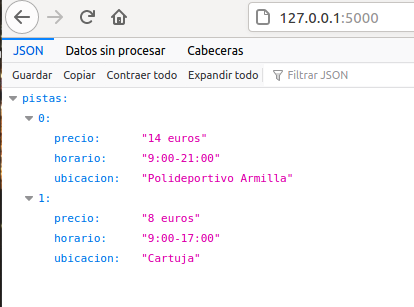 127.0.0.1:5000
JSON Datos sin procesar Cabeceras
Guardar Copiar Contraer todo Expandir todo Filtrar JSON
pistas:
0:
precio: "14 euros"
horario: "9:00-21:00"
ubicacion: "Polideportivo Armilla"
1:
precio: "8 euros"
horario: "9:00-17:00"
ubicacion: "Cartuja"